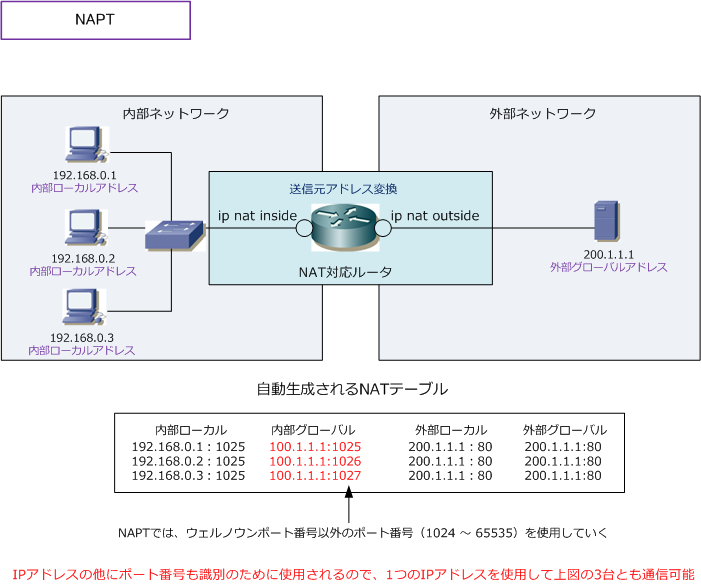 NAPT
内部ネットワーク
外部ネットワーク
192.168.0.1
内部ローカルアドレス
送信元アドレス変換
ip nat inside
ip nat outside
192.168.0.2
内部ローカルアドレス
NAT対応ルータ
200.1.1.1
外部グローバルアドレス
192.168.0.3
内部ローカルアドレス
自動生成されるNATテーブル
内部ローカル 内部グローバル 外部ローカル 外部グローバル
192.168.0.1 : 1025 100.1.1.1:1025 200.1.1.1 : 80 200.1.1.1:80
192.168.0.2 : 1025 100.1.1.1:1026 200.1.1.1 : 80 200.1.1.1:80
192.168.0.3 : 1025 100.1.1.1:1027 200.1.1.1 : 80 200.1.1.1:80
NAPTでは、ウェルノウンポート番号以外のポート番号（1024 ～ 65535）を使用していく
IPアドレスの他にポート番号も識別のために使用されるので、1つのIPアドレスを使用して上図の3台とも通信可能